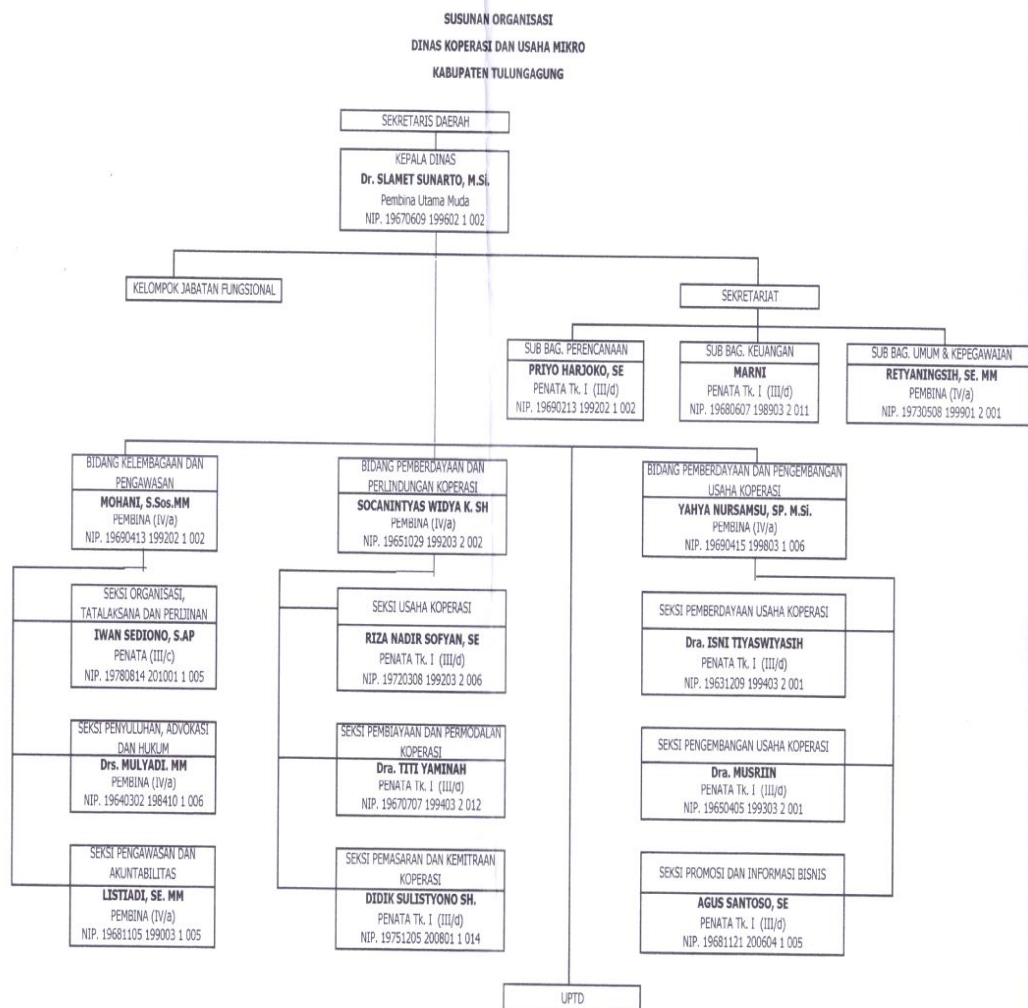 SUSUNAN ORGANISASI
DINAS KOPERASI DAN USAHA MIKRO
KABUPATEN TULUNGAGUNG
SEKRETARIS DAERAH
KEPALA DINAS
Dr. SLAMET SUNARTO, M.Si.
Pembina Utama Muda
NIP. 19670609 199602 1 002
KELOMPOK JABATAN FUNGSIONAL
SEKRETARIAT
SUB BAG. PERENCANAAN
PRIYO HARJOKO, SE
PENATA Tk. I (III/d)
NIP. 19690213 199202 1 002
SUB BAG. KEUANGAN
MARNI
PENATA Tk. I (III/d)
NIP. 19680607 198903 2 011
SUB BAG. UMUM & KEPEGAWAIAN
RETYANINGSIH, SE. MM
PEMBINA (IV/a)
NIP. 19730508 199901 2 001
BIDANG KELEMBAGAAN DAN
PENGAWASAN
MOHANI, S.Sos.MM
PEMBINA (IV/a)
NIP. 19690413 199202 1 002
SEKSI ORGANISASI,
TATALAKSANA DAN PERIJINAN
IWAN SEDIONO, S.AP
PENATA (III/c)
NIP. 19780814 201001 1 005
SEKSI PENYULUHAN, ADVOKASI
DAN HUKUM
Drs. MULYADI. MM
PEMBINA (IV/a)
NIP. 19640302 198410 1 006
SEKSI PENGAWASAN DAN
AKUNTABILITAS
LISTIADI, SE. MM
PEMBINA (IV/a)
NIP. 19681105 199003 1 005
BIDANG PEMBERDAYAAN DAN
PERLINDUNGAN KOPERASI
SOCANINTYAS WIDYA K. SH
PEMBINA (IV/a)
NIP. 19651029 199203 2 002
SEKSI USAHA KOPERASI
RIZA NADIR SOFYAN, SE
PENATA Tk. I (III/d)
NIP. 19720308 199203 2 006
SEKSI PEMBIAYAAN DAN PERMODALAN
KOPERASI
Dra. TITI YAMINAH
PENATA Tk. I (III/d)
NIP. 19670707 199403 2 012
SEKSI PEMASARAN DAN KEMITRAAN
KOPERASI
DIDIK SULISTYONO SH.
PENATA Tk. I (III/d)
NIP. 19751205 200801 1 014
BIDANG PEMBERDAYAAN DAN PENGEMBANGAN
USAHA KOPERASI
YAHYA NURSAMSU, SP. M.Si.
PEMBINA (IV/a)
NIP. 19690415 199803 1 006
SEKSI PEMBERDAYAAN USAHA KOPERASI
Dra. ISNI TIYASWIYASIH
PENATA Tk. I (III/d)
NIP. 19631209 199403 2 001
SEKSI PENGEMBANGAN USAHA KOPERASI
Dra. MUSRIIN
PENATA Tk. I (III/d)
NIP. 19650405 199303 2 001
SEKSI PROMOSI DAN INFORMASI BISNIS
AGUS SANTOSO, SE
PENATA Tk. I (III/d)
NIP. 19681121 200604 1 005
UPTD